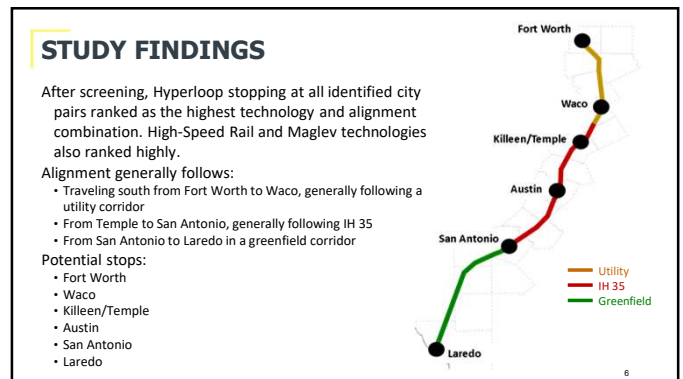 STUDY FINDINGS
After screening, Hyperloop stopping at all identified city
pairs ranked as the highest technology and alignment
combination. High-Speed Rail and Maglev technologies
also ranked highly.
Alignment generally follows:
• Traveling south from Fort Worth to Waco, generally following a
utility corridor
• From Temple to San Antonio, generally following IH 35
• From San Antonio to Laredo in a greenfield corridor
Potential stops:
• Fort Worth
• Waco
• Killeen/Temple
• Austin
• San Antonio
• Laredo
Fort Worth
Waco
Killeen/Temple
Austin
San Antonio
Laredo
Utility
IH 35
Greenfield
6